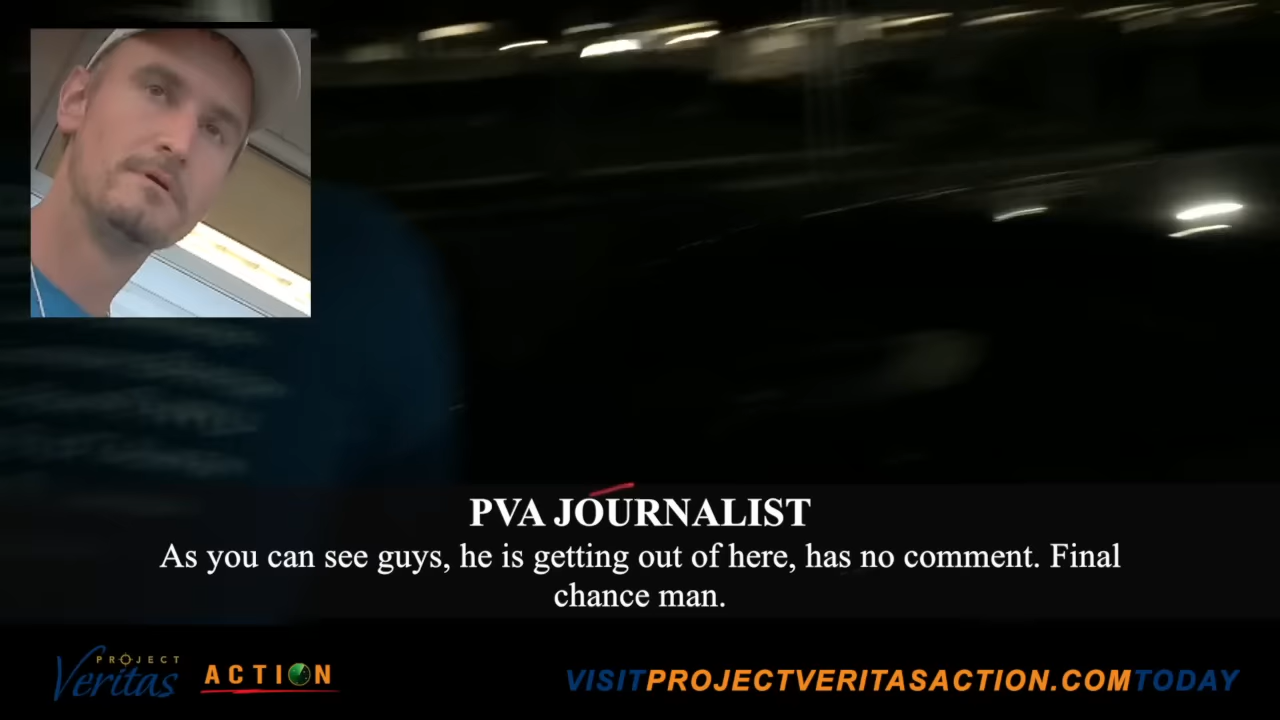 PVA JOURNALIST
As you can see guys, he is getting out of here, has no comment. Final
chance man.
PROJECT
Veritas ACTION
VISITPROJECTVERITASACTION.COMTODAY